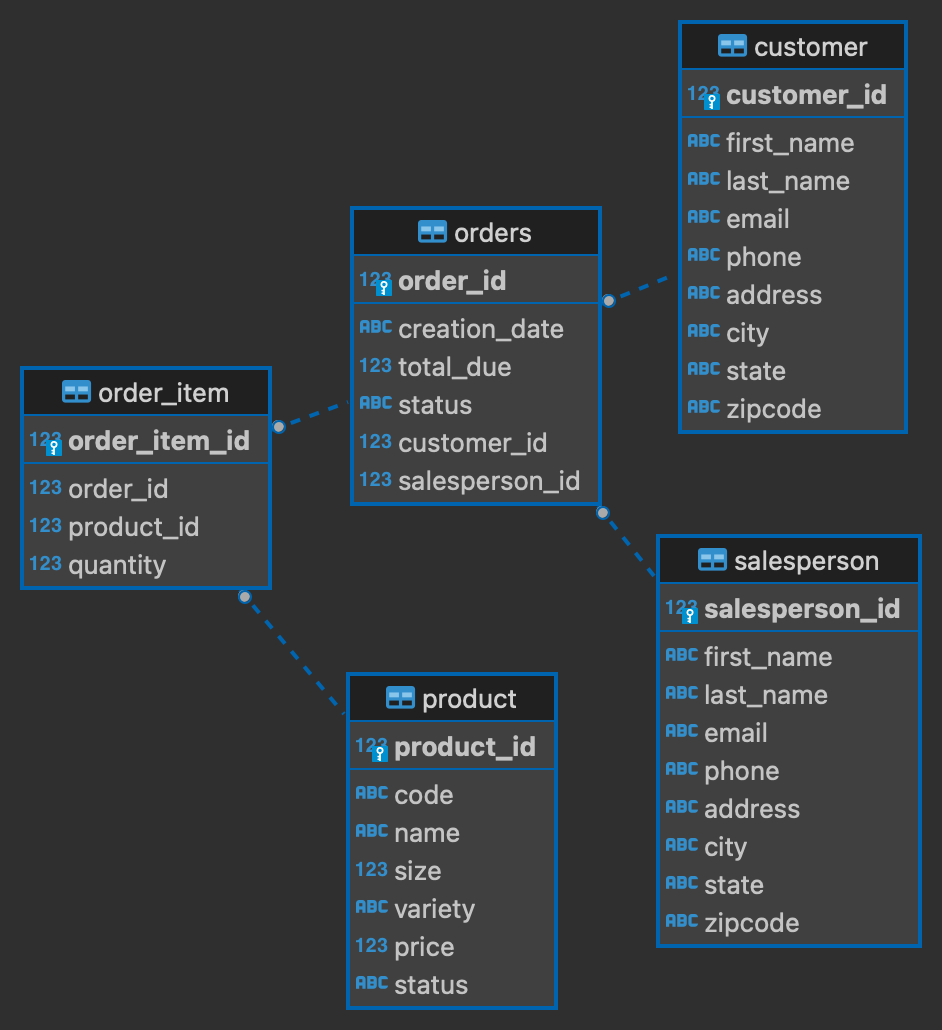 customer
123 customer_id
ABC first_name
ABC last_name
ABC email
ABC phone
ABC address
ABC city
ABC state
ABC zipcode
orders
123 order_id
ABC creation_date
123 total_due
ABC status
123 customer_id
123 salesperson_id
order_item
123 order_item_id
123 order_id
123 product_id
123 quantity
salesperson
123 salesperson_id
ABC first_name
ABC last_name
ABC email
ABC phone
ABC address
ABC city
ABC state
ABC zipcode
product
123 product_id
ABC code
ABC name
123 size
ABC variety
123 price
ABC status